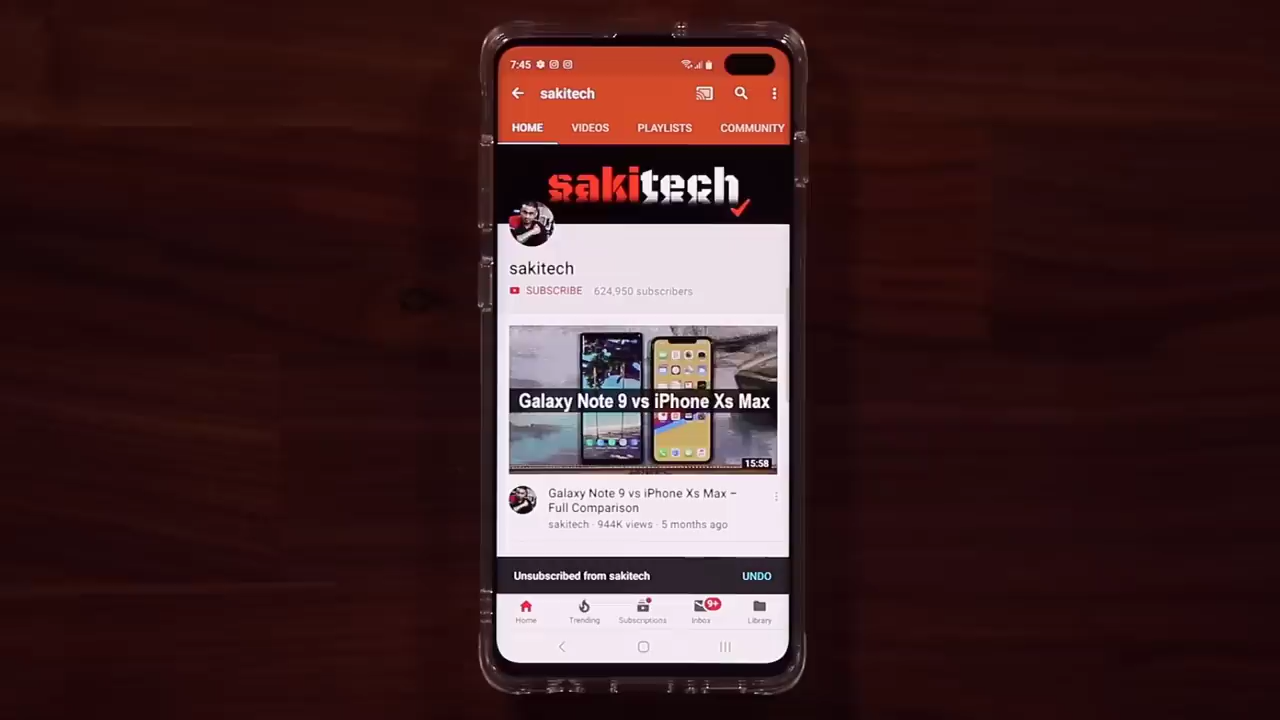 7:45
sakitech
HOME VIDEOS PLAYLISTS COMMUNITY
sakitech
sakitech
SUBSCRIBE 624,950 subscribers
Galaxy Note 9 vs iPhone Xs Max
15:58
Galaxy Note 9 vs iPhone Xs Max –
Full Comparison
sakitech · 944K views · 5 months ago
Unsubscribed from sakitech UNDO
9+
Home Trending Subscriptions Inbox Library